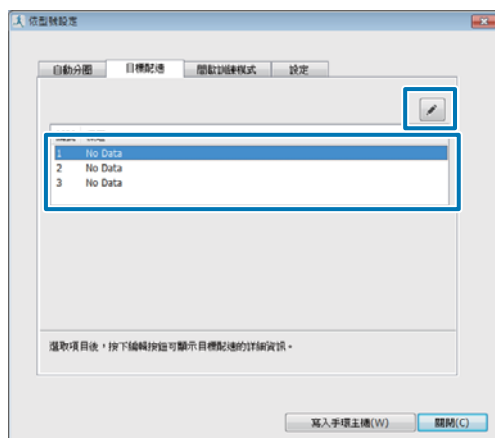 依型號設定
自動分圈 目標配速 間歇訓練模式 設定
1 No Data
2 No Data
3 No Data
選取項目後，按下編輯按鈕可顯示目標配速的詳細資訊。
寫入手環主機(W) 關閉(C)